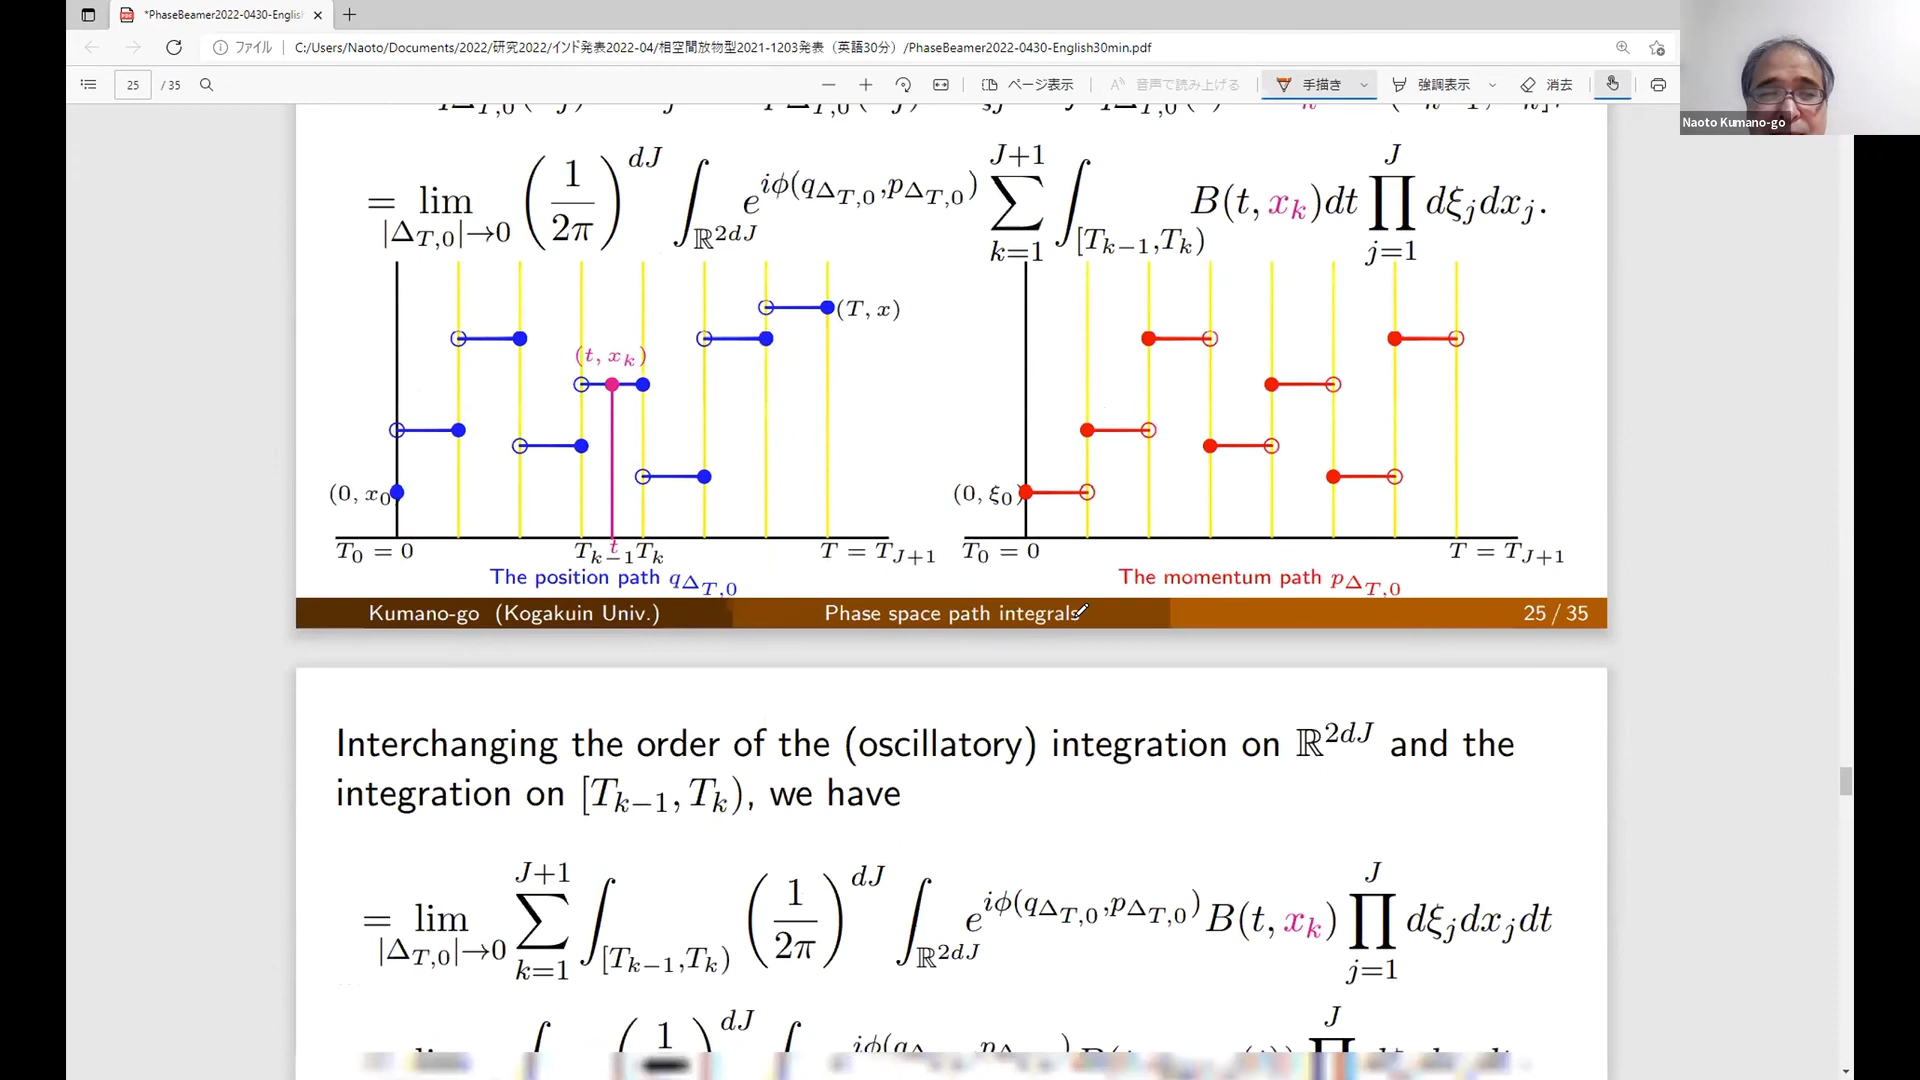 *PhaseBeamer2022-0430-English
ファイル C:/Users/Naoto/Documents/2022/研究2022/インド発表2022-04/相空間放物型2021-1203発表（英語30分）/PhaseBeamer2022-0430-English30min.pdf
25 / 35 ページ表示 音声で読み上げる 手描き 強調表示 消去
Naoto Kumano-go
= lim_{|Δ_{T,0}|→0} (1/2π)^{dJ} ∫_{ℝ^{2dJ}} e^{iϕ(q_{Δ_{T,0}},p_{Δ_{T,0}})} ∑_{k=1}^{J+1} ∫_{[T_{k−1},T_k)} B(t, x_k)dt ∏_{j=1}^{J} dξ_j dx_j.
(T, x)
(t, x_k)
(0, x_0) (0, ξ_0)
T_0 = 0 T_{k−1} t T_k T = T_{J+1} T_0 = 0 T = T_{J+1}
The position path q_{Δ_{T,0}} The momentum path p_{Δ_{T,0}}
Kumano-go (Kogakuin Univ.) Phase space path integrals 25 / 35
Interchanging the order of the (oscillatory) integration on ℝ^{2dJ} and the
integration on [T_{k−1}, T_k), we have
= lim_{|Δ_{T,0}|→0} ∑_{k=1}^{J+1} ∫_{[T_{k−1},T_k)} (1/2π)^{dJ} ∫_{ℝ^{2dJ}} e^{iϕ(q_{Δ_{T,0}},p_{Δ_{T,0}})} B(t, x_k) ∏_{j=1}^{J} dξ_j dx_j dt